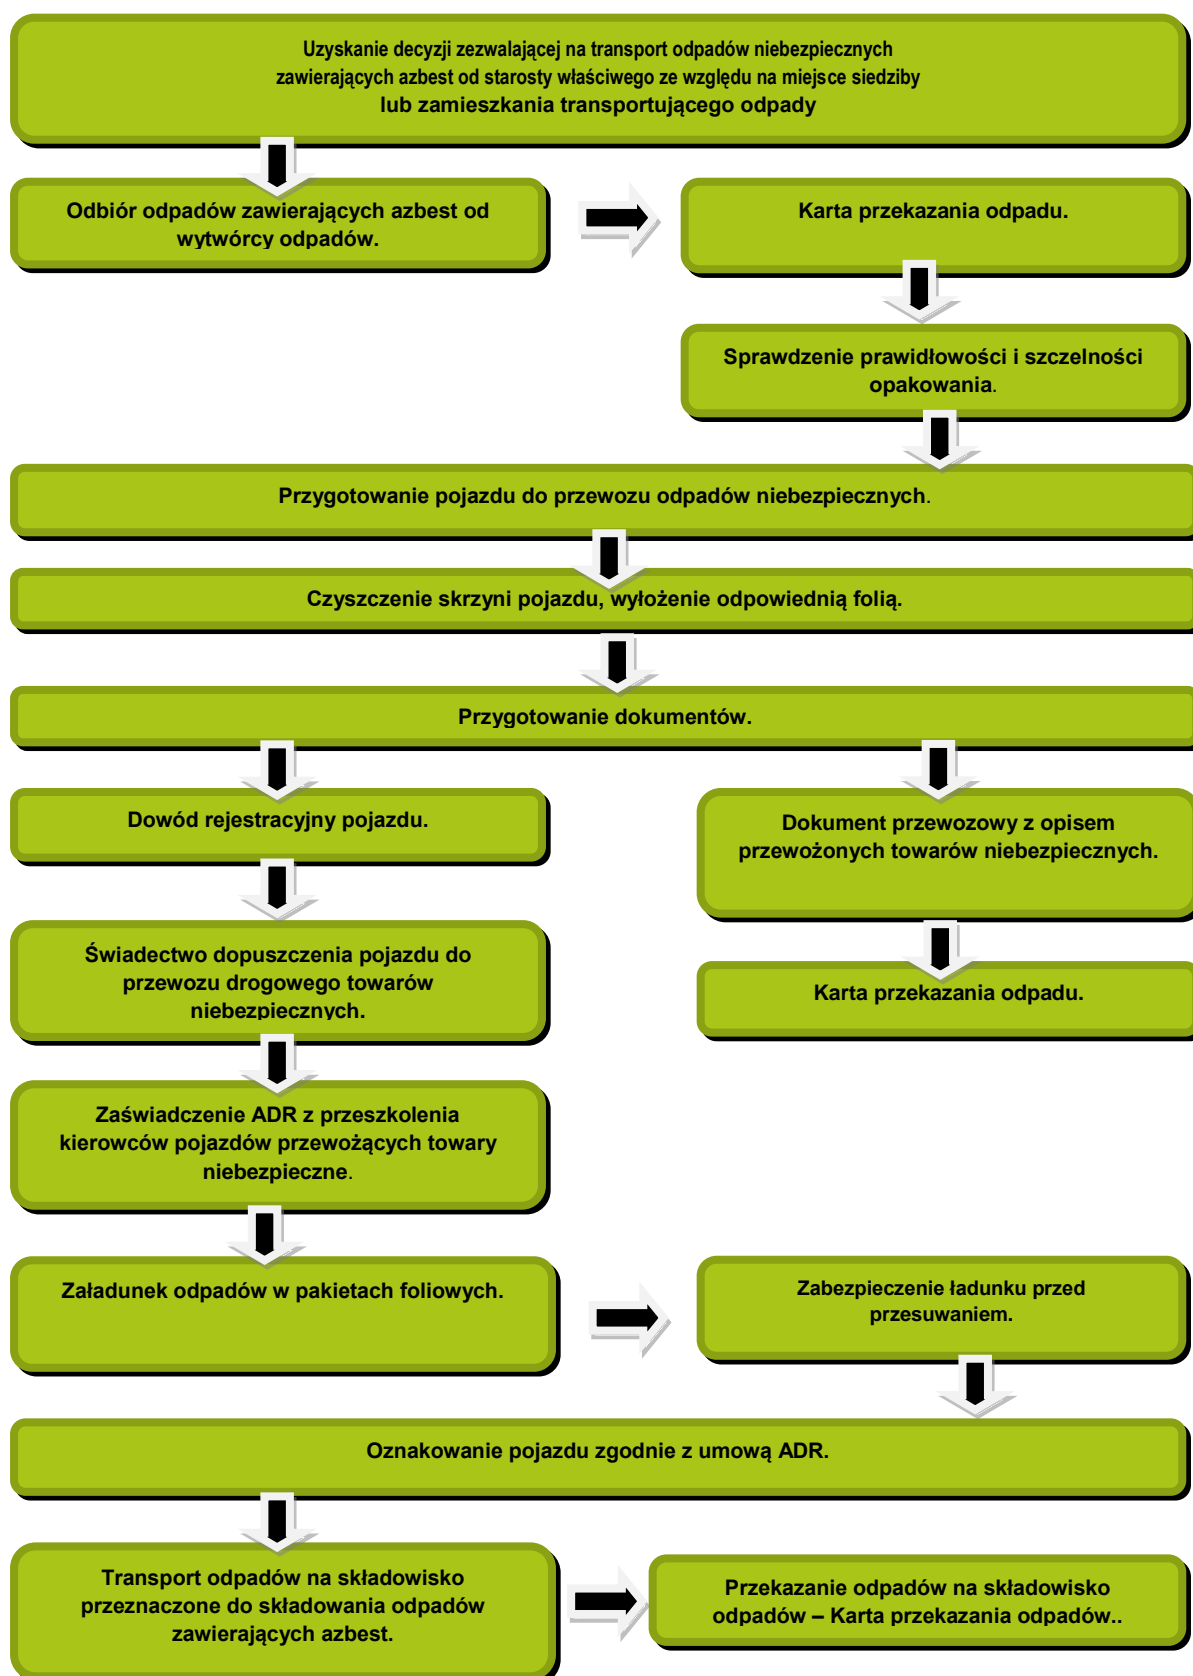 Uzyskanie decyzji zezwalającej na transport odpadów niebezpiecznych
zawierających azbest od starosty właściwego ze względu na miejsce siedziby
lub zamieszkania transportującego odpady
Odbiór odpadów zawierających azbest od
wytwórcy odpadów.
Karta przekazania odpadu.
Sprawdzenie prawidłowości i szczelności
opakowania.
Przygotowanie pojazdu do przewozu odpadów niebezpiecznych.
Czyszczenie skrzyni pojazdu, wyłożenie odpowiednią folią.
Przygotowanie dokumentów.
Dowód rejestracyjny pojazdu.
Dokument przewozowy z opisem
przewożonych towarów niebezpiecznych.
Świadectwo dopuszczenia pojazdu do
przewozu drogowego towarów
niebezpiecznych.
Karta przekazania odpadu.
Zaświadczenie ADR z przeszkolenia
kierowców pojazdów przewożących towary
niebezpieczne.
Załadunek odpadów w pakietach foliowych.
Zabezpieczenie ładunku przed
przesuwaniem.
Oznakowanie pojazdu zgodnie z umową ADR.
Transport odpadów na składowisko
przeznaczone do składowania odpadów
zawierających azbest.
Przekazanie odpadów na składowisko
odpadów – Karta przekazania odpadów..